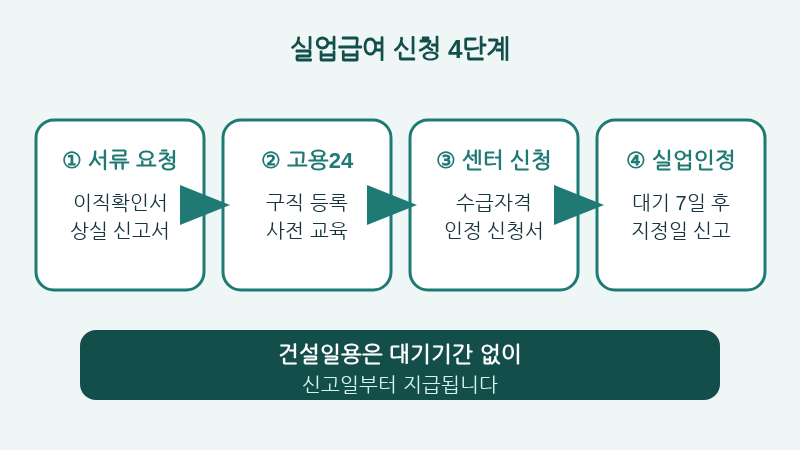 실업급여 신청 4단계
① 서류 요청
이직확인서
상실 신고서
② 고용24
구직 등록
사전 교육
③ 센터 신청
수급자격
인정 신청서
④ 실업인정
대기 7일 후
지정일 신고
건설일용은 대기기간 없이
신고일부터 지급됩니다